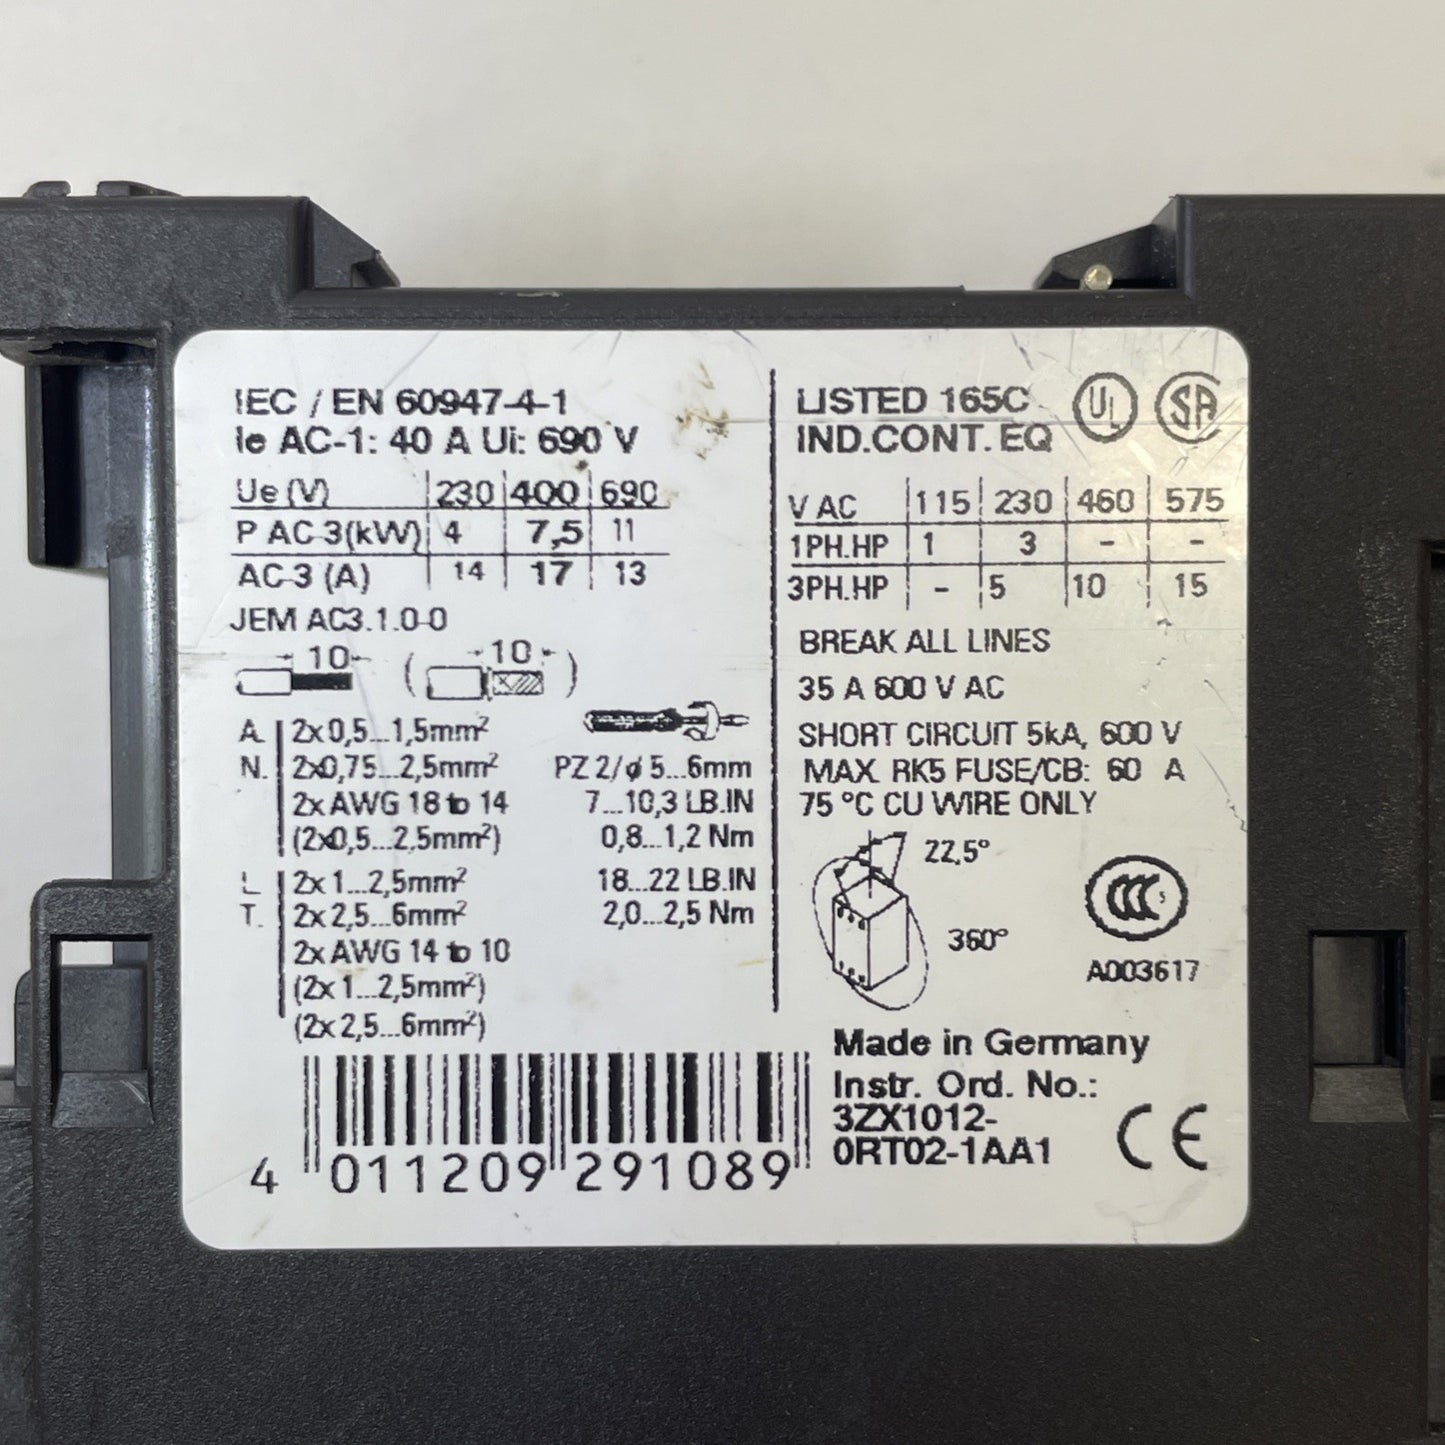 IEC / EN 60947-4-1
Ie AC-1: 40 A Ui: 690 V
Ue (V) 230 400 690
P AC-3(kW) 4 7,5 11
AC-3 (A) 14 17 13
JEM AC3.1.0-0
10 ( 10 )
A. 2x0,5...1,5mm²
N. 2x0,75...2,5mm² PZ 2/ø 5...6mm
2x AWG 18 to 14 7...10,3 LB.IN
(2x0,5...2,5mm²) 0,8...1,2 Nm
L 2x 1...2,5mm² 18...22 LB.IN
T. 2x 2,5...6mm² 2,0...2,5 Nm
2x AWG 14 to 10
(2x 1...2,5mm²)
(2x 2,5...6mm²)
4 011209 291089
LISTED 165C UL SA
IND.CONT.EQ
V AC 115 230 460 575
1PH.HP 1 3 - -
3PH.HP - 5 10 15
BREAK ALL LINES
35 A 600 V AC
SHORT CIRCUIT 5kA, 600 V
MAX. RK5 FUSE/CB: 60 A
75 °C CU WIRE ONLY
22,5°
360°
CCC S
A003617
Made in Germany
Instr. Ord. No.:
3ZX1012-
0RT02-1AA1
CE